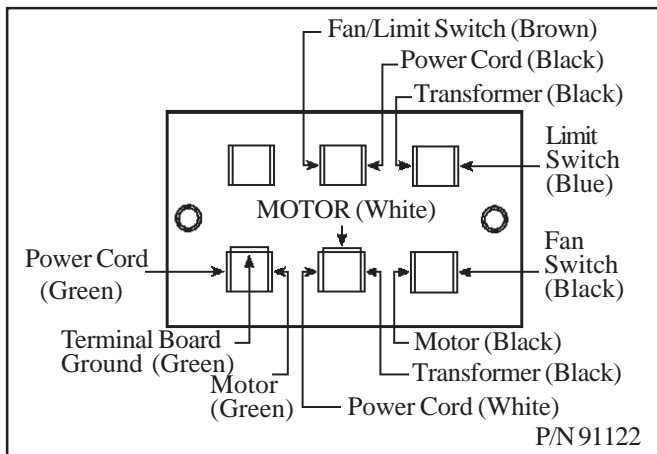 Fan/Limit Switch (Brown)
Power Cord (Black)
Transformer (Black)
Limit
Switch
(Blue)
MOTOR (White)
Power Cord
(Green)
Fan
Switch
(Black)
Terminal Board
Ground (Green)
Motor
(Green)
Motor (Black)
Transformer (Black)
Power Cord (White)
P/N 91122